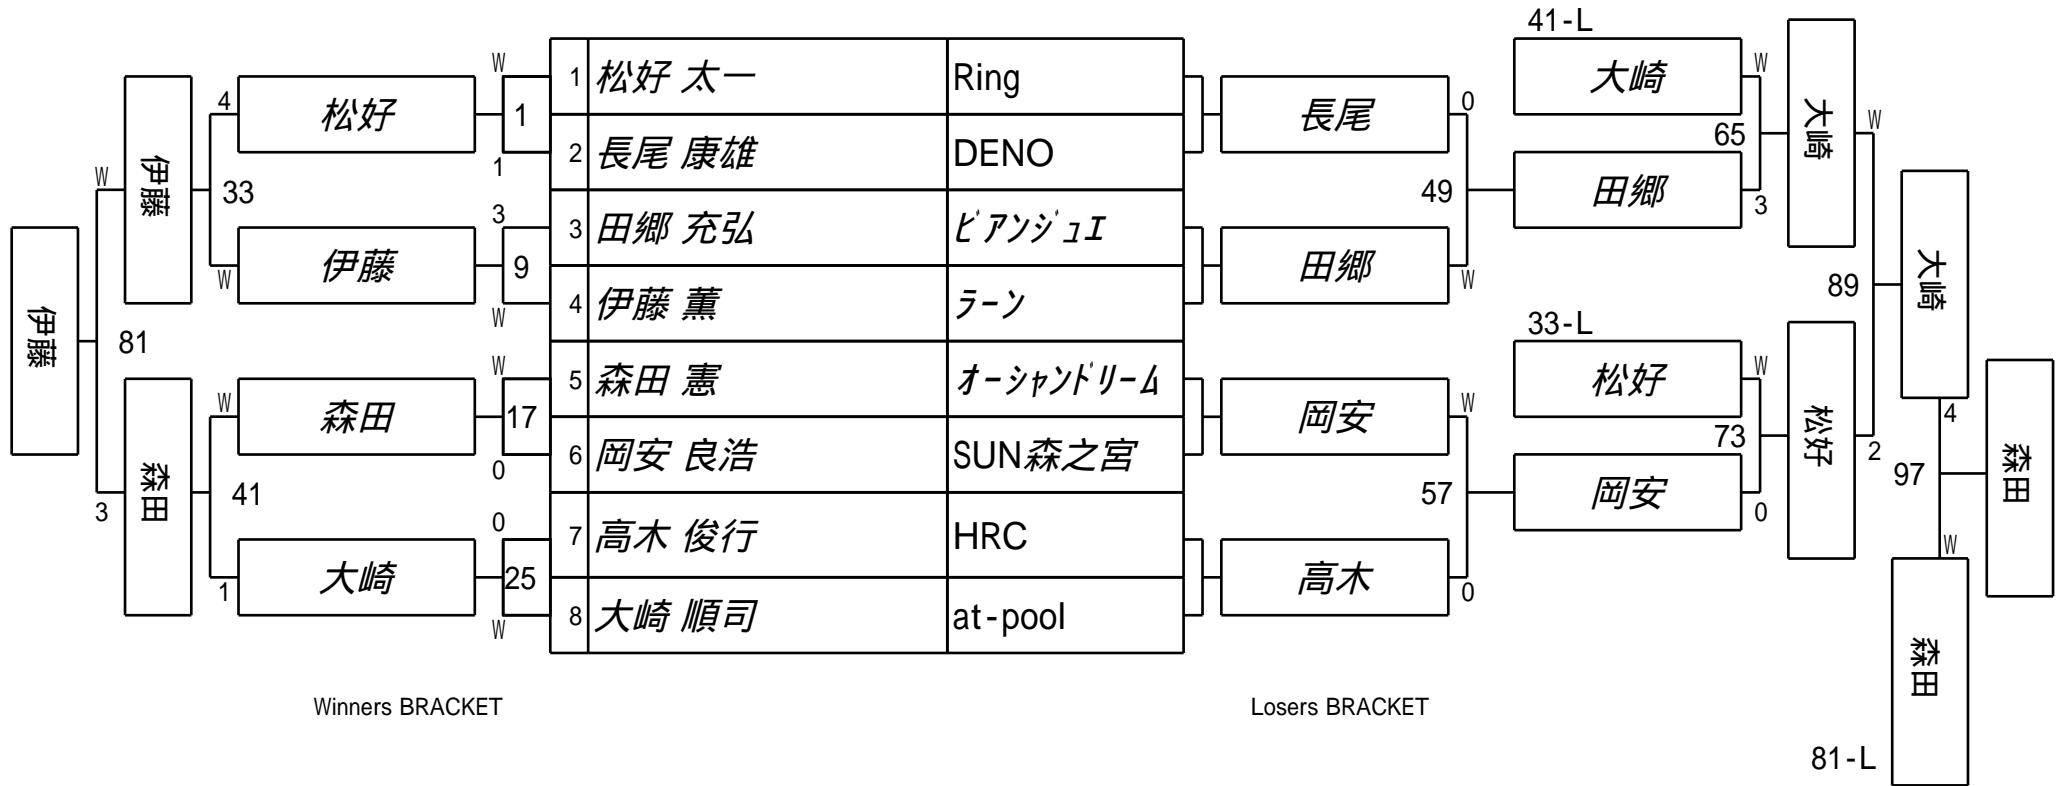 41-L
W
1 松好 太一 Ring
大崎
W
4
松好
1
長尾
0
大崎
W
伊藤
1
2 長尾 康雄 DENO
65
W
33
49
田郷
3
3
3 田郷 充弘 ﾋﾞｱﾝｼﾞｭｴ
大崎
W
伊藤
9
田郷
W
89
伊藤
W
4 伊藤 薫 ﾗｰﾝ
33-L
81
W
5 森田 憲 ｵｰｼｬﾝﾄﾞﾘｰﾑ
松好
W
W
森田
17
岡安
W
松好
4
森田
0
6 岡安 良浩 SUN森之宮
73
2
3
41
57
岡安
0
97
森田
0
7 高木 俊行 HRC
W
1
大崎
25
高木
0
W
8 大崎 順司 at-pool
森田
Winners BRACKET
Losers BRACKET
81-L